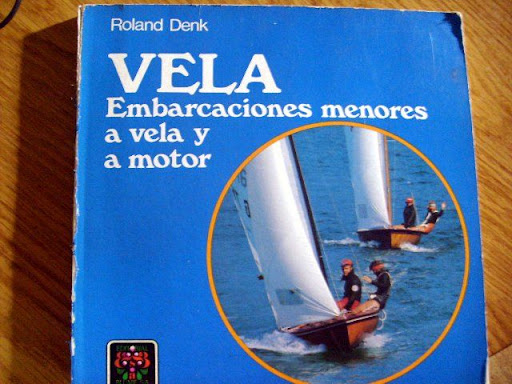 Roland Denk
VELA
Embarcaciones menores
a vela y
a motor